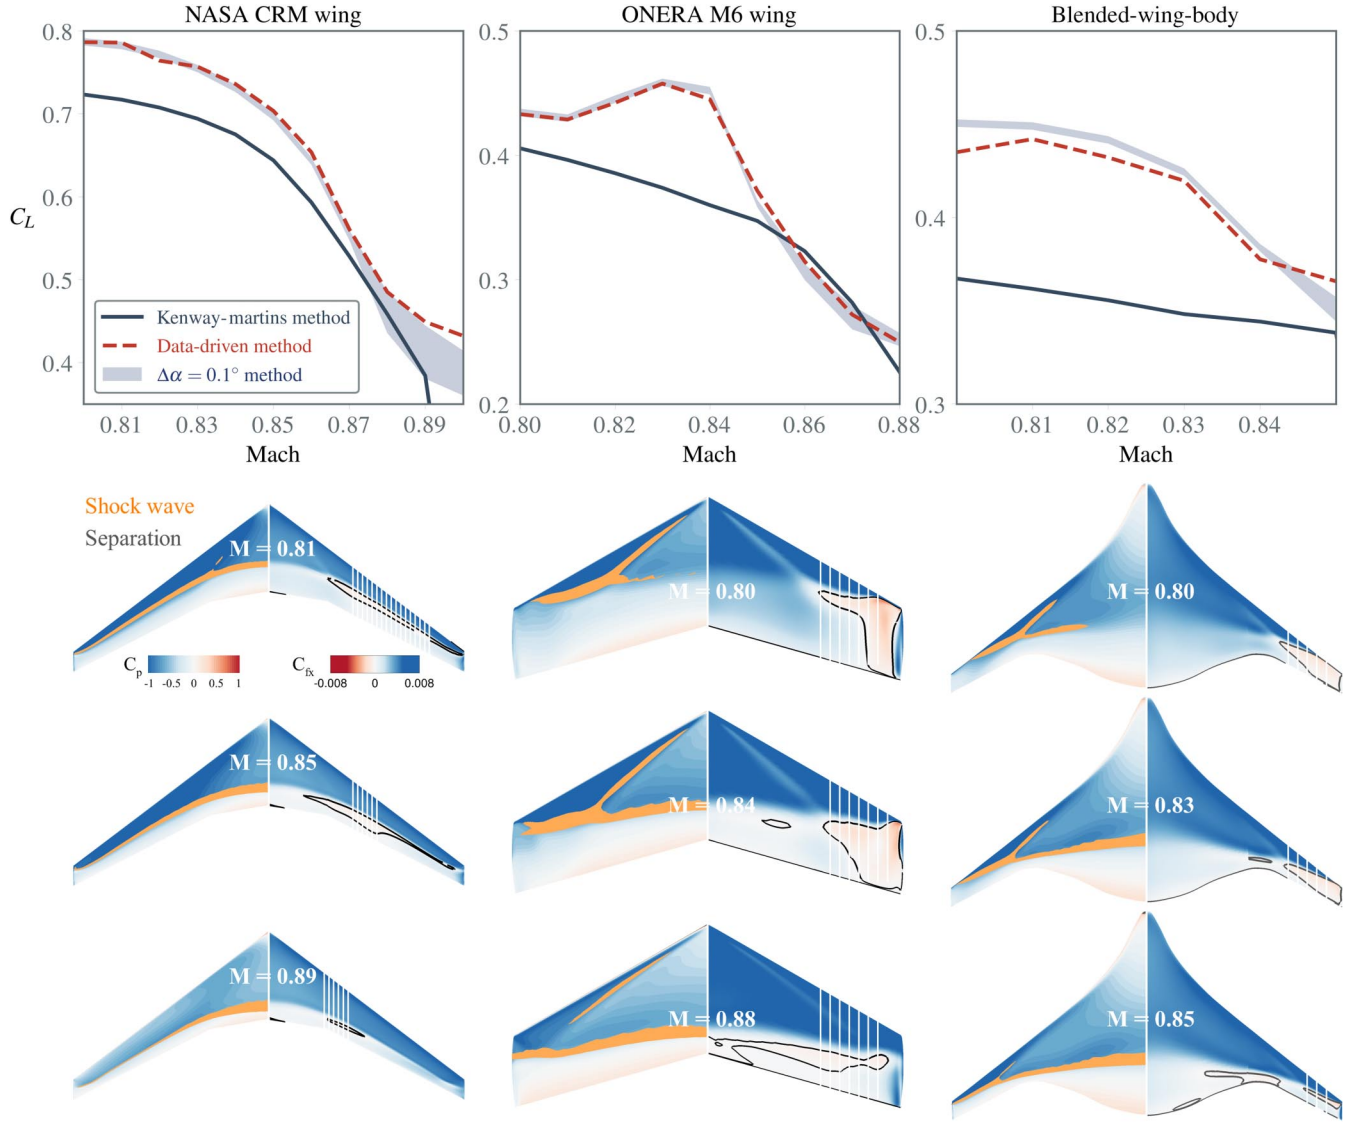 NASA CRM wing
ONERA M6 wing
Blended-wing-body
0.8
0.7
0.6
0.5
0.4
C_L
Kenway-martins method
Data-driven method
Δα = 0.1° method
0.81 0.83 0.85 0.87 0.89
Mach
0.5
0.4
0.3
0.2
0.80 0.82 0.84 0.86 0.88
Mach
0.5
0.4
0.3
0.81 0.82 0.83 0.84
Mach
Shock wave
Separation
M = 0.81
M = 0.80
M = 0.80
C_p
-1 -0.5 0 0.5 1
C_fx
-0.008 0 0.008
M = 0.85
M = 0.84
M = 0.83
M = 0.89
M = 0.88
M = 0.85